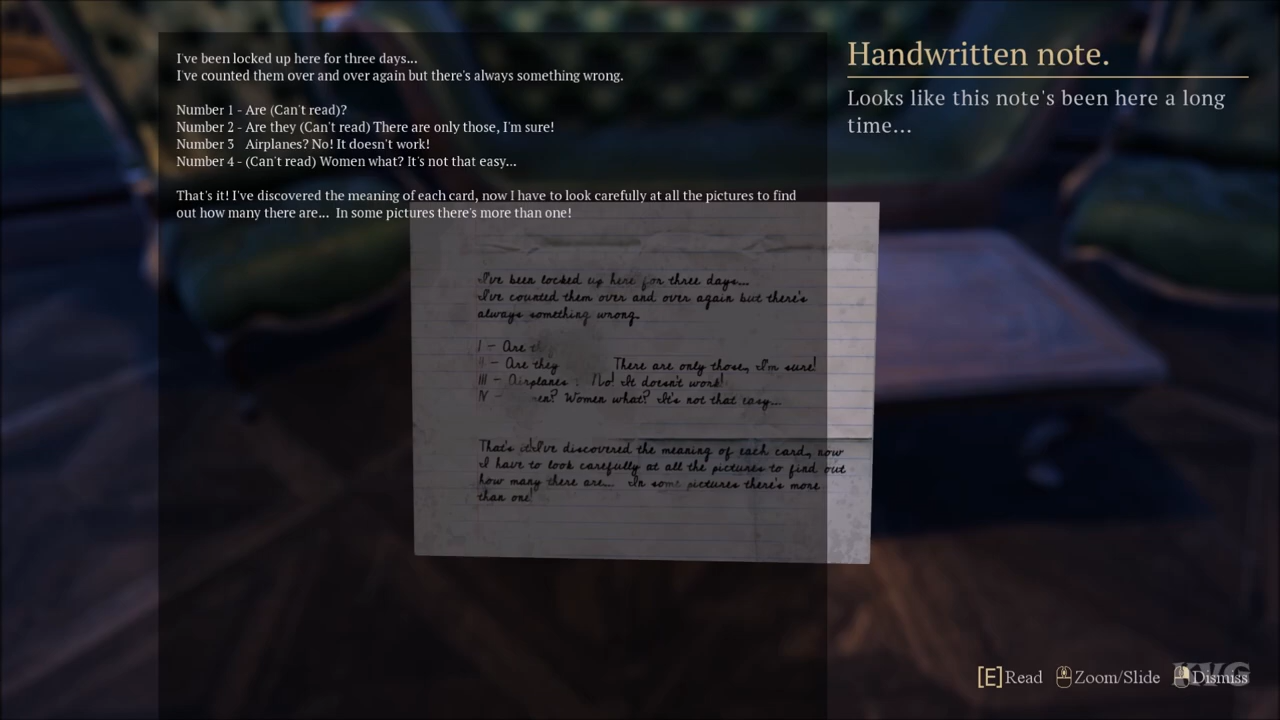 I've been locked up here for three days...
I've counted them over and over again but there's always something wrong.
Number 1 - Are (Can't read)?
Number 2 - Are they (Can't read) There are only those, I'm sure!
Number 3 Airplanes? No! It doesn't work!
Number 4 - (Can't read) Women what? It's not that easy...
That's it! I've discovered the meaning of each card, now I have to look carefully at all the pictures to find
out how many there are... In some pictures there's more than one!
Handwritten note.
Looks like this note's been here a long
time...
I've been locked up here for three days...
I've counted them over and over again but there's
always something wrong.
I - Are
II - Are they There are only those, I'm sure!
III - Airplanes : No! It doesn't work!
IV - en? Women what? It's not that easy...
That's it I've discovered the meaning of each card, now
I have to look carefully at all the pictures to find out
how many there are... In some pictures there's more
than one!
[E]Read Zoom/Slide Dismiss
KVG